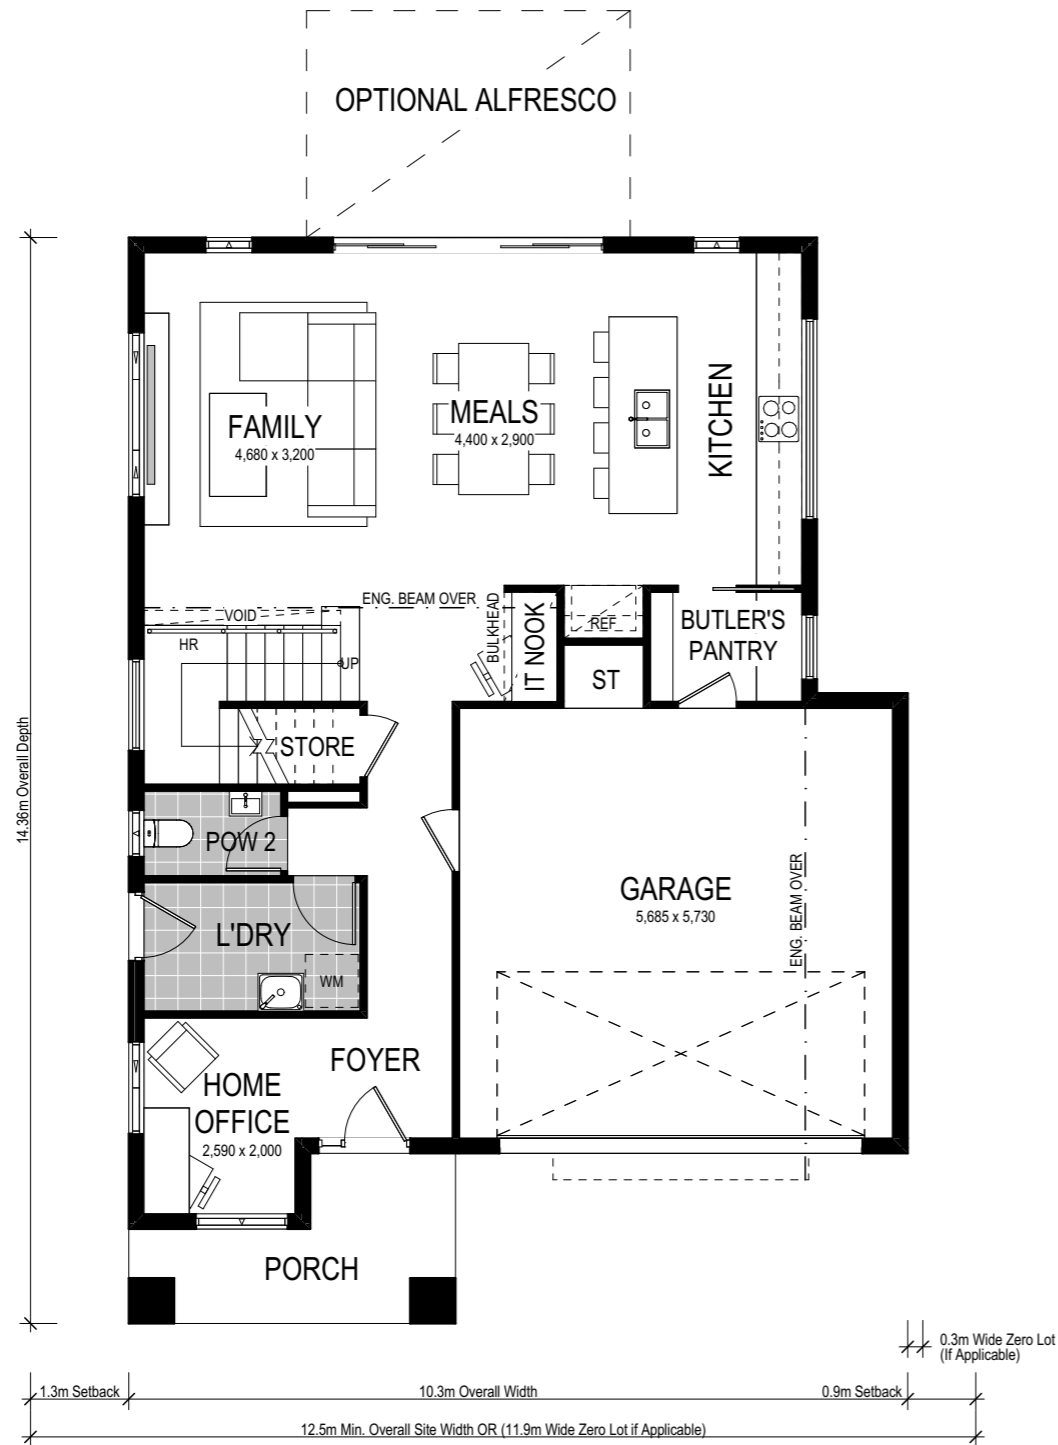 OPTIONAL ALFRESCO
FAMILY
4,680 x 3,200
MEALS
4,400 x 2,900
KITCHEN
ENG. BEAM OVER
VOID
HR
UP
BULKHEAD
IT NOOK
REF
ST
BUTLER'S
PANTRY
STORE
POW 2
L'DRY
WM
GARAGE
5,685 x 5,730
ENG. BEAM OVER
FOYER
HOME
OFFICE
2,590 x 2,000
PORCH
14.36m Overall Depth
0.3m Wide Zero Lot
(If Applicable)
1.3m Setback
10.3m Overall Width
0.9m Setback
12.5m Min. Overall Site Width OR (11.9m Wide Zero Lot if Applicable)